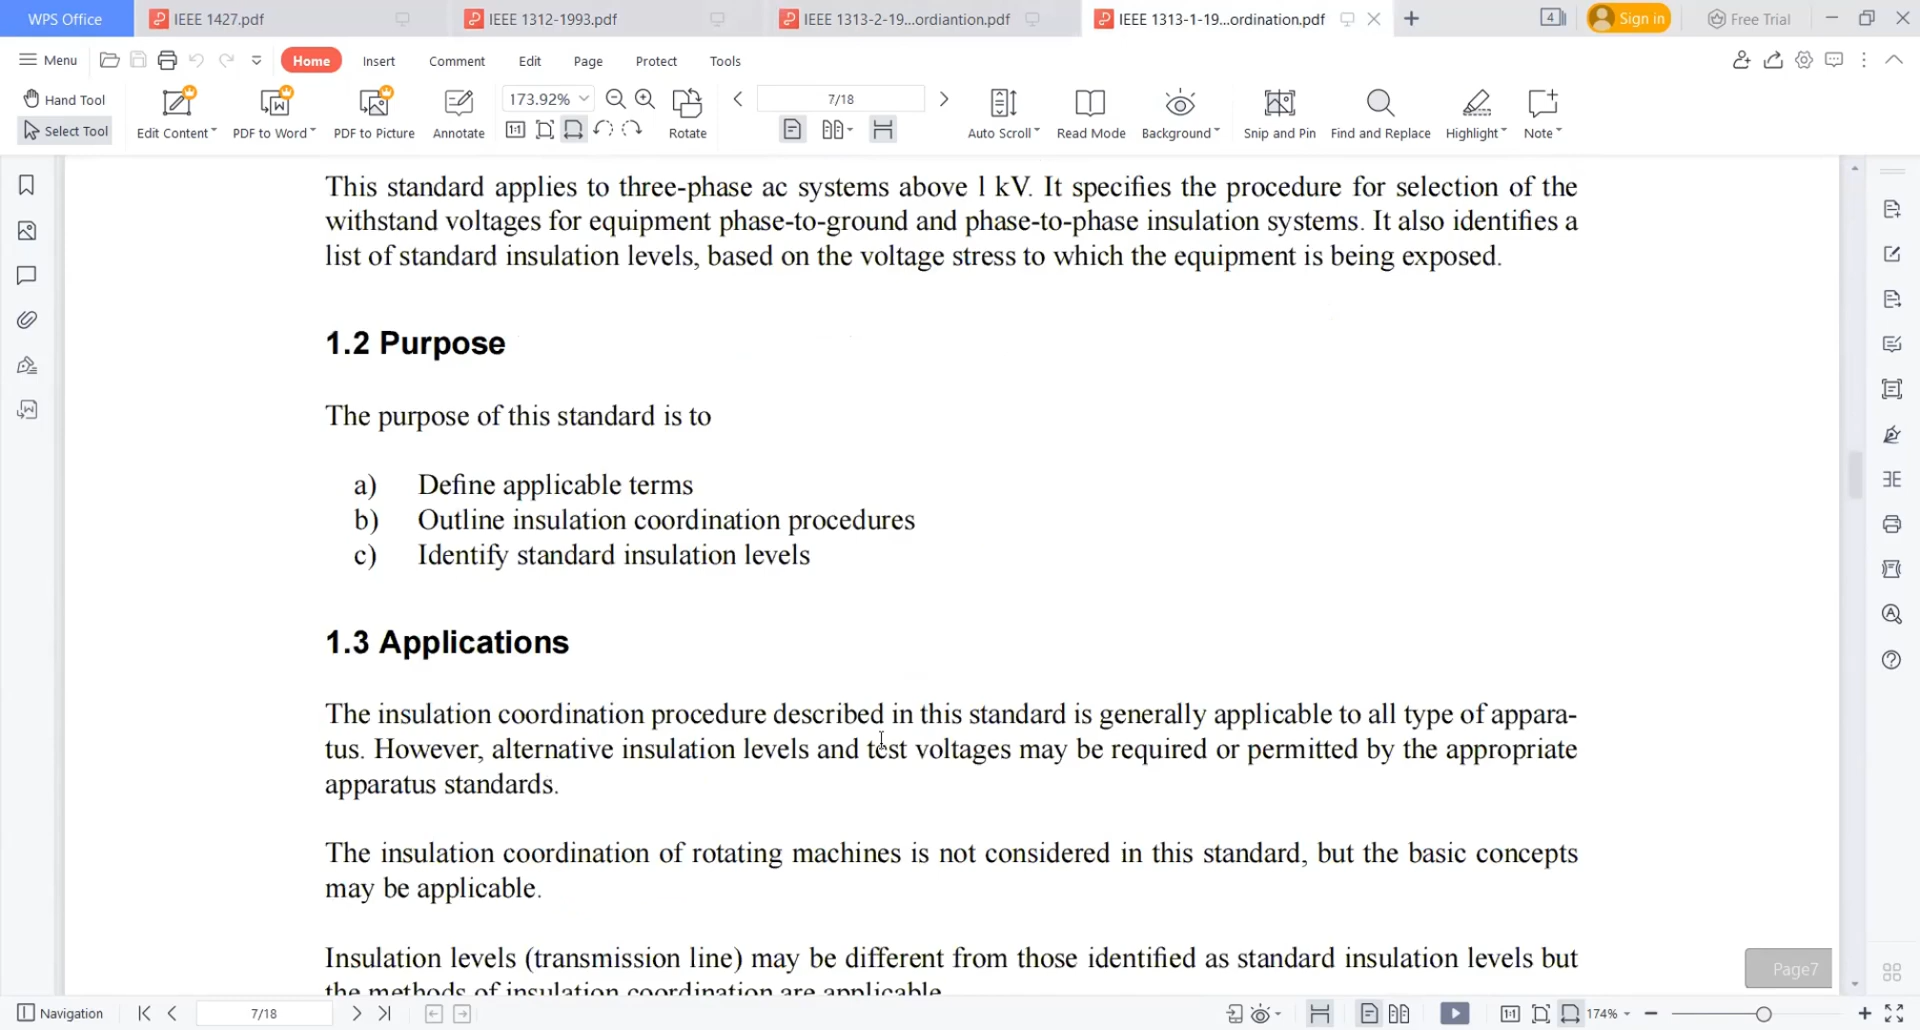 WPS Office
IEEE 1427.pdf
IEEE 1312-1993.pdf
IEEE 1313-2-19...ordiantion.pdf
IEEE 1313-1-19...ordination.pdf
4
Sign in
Free Trial
Menu
Home
Insert
Comment
Edit
Page
Protect
Tools
Hand Tool
Select Tool
Edit Content
PDF to Word
PDF to Picture
Annotate
173.92%
Rotate
7/18
Auto Scroll
Read Mode
Background
Snip and Pin
Find and Replace
Highlight
Note
This standard applies to three-phase ac systems above l kV. It specifies the procedure for selection of the
withstand voltages for equipment phase-to-ground and phase-to-phase insulation systems. It also identifies a
list of standard insulation levels, based on the voltage stress to which the equipment is being exposed.
1.2 Purpose
The purpose of this standard is to
a) Define applicable terms
b) Outline insulation coordination procedures
c) Identify standard insulation levels
1.3 Applications
The insulation coordination procedure described in this standard is generally applicable to all type of appara-
tus. However, alternative insulation levels and test voltages may be required or permitted by the appropriate
apparatus standards.
The insulation coordination of rotating machines is not considered in this standard, but the basic concepts
may be applicable.
Insulation levels (transmission line) may be different from those identified as standard insulation levels but
the methods of insulation coordination are applicable
Page7
Navigation
7/18
174%